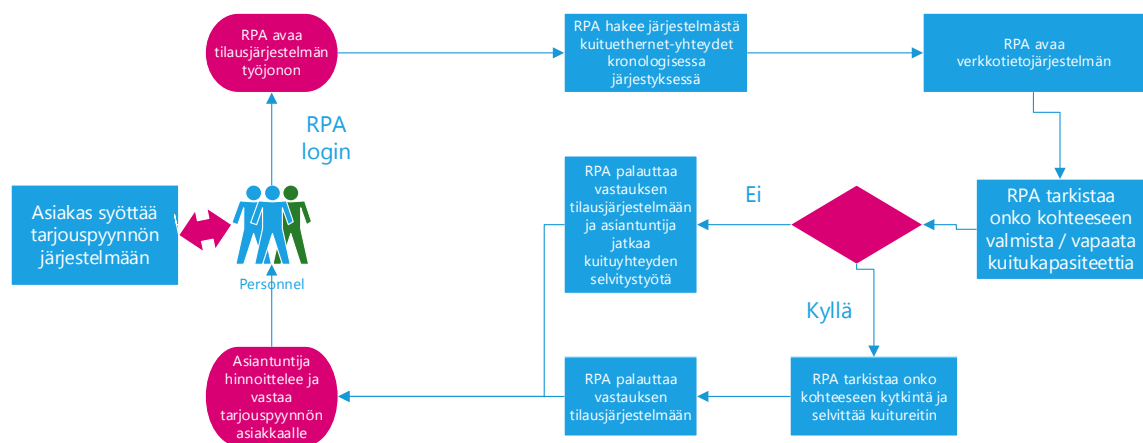 RPA avaa
tilausjärjestelmän
työjonon
RPA hakee järjestelmästä
kuituethernet-yhteydet
kronologisessa
järjestyksessä
RPA avaa
verkkotietojärjestelmän
RPA
login
Asiakas syöttää
tarjouspyynnön
järjestelmään
Personnel
RPA palauttaa
vastauksen
tilausjärjestelmään
ja asiantuntija
jatkaa
kuituyhteyden
selvitystyötä
Ei
RPA tarkistaa
onko kohteeseen
valmista / vapaata
kuitukapasiteettia
Kyllä
Asiantuntija
hinnoittelee ja
vastaa
tarjouspyynnön
asiakkaalle
RPA palauttaa
vastauksen
tilausjärjestelmään
RPA tarkistaa onko
kohteeseen kytkintä ja
selvittää kuitureitin